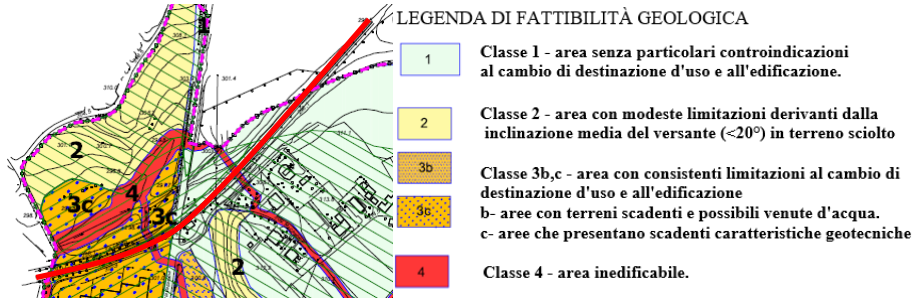 LEGENDA DI FATTIBILITÀ GEOLOGICA
1
Classe 1 - area senza particolari controindicazioni
al cambio di destinazione d'uso e all'edificazione.
2
Classe 2 - area con modeste limitazioni derivanti dalla
inclinazione media del versante (<20°) in terreno sciolto
3b
Classe 3b,c - area con consistenti limitazioni al cambio di
destinazione d'uso e all'edificazione
3c
b- aree con terreni scadenti e possibili venute d'acqua.
c- aree che presentano scadenti caratteristiche geotecniche
4
Classe 4 - area inedificabile.
2
3c
4
3c
2
301.4